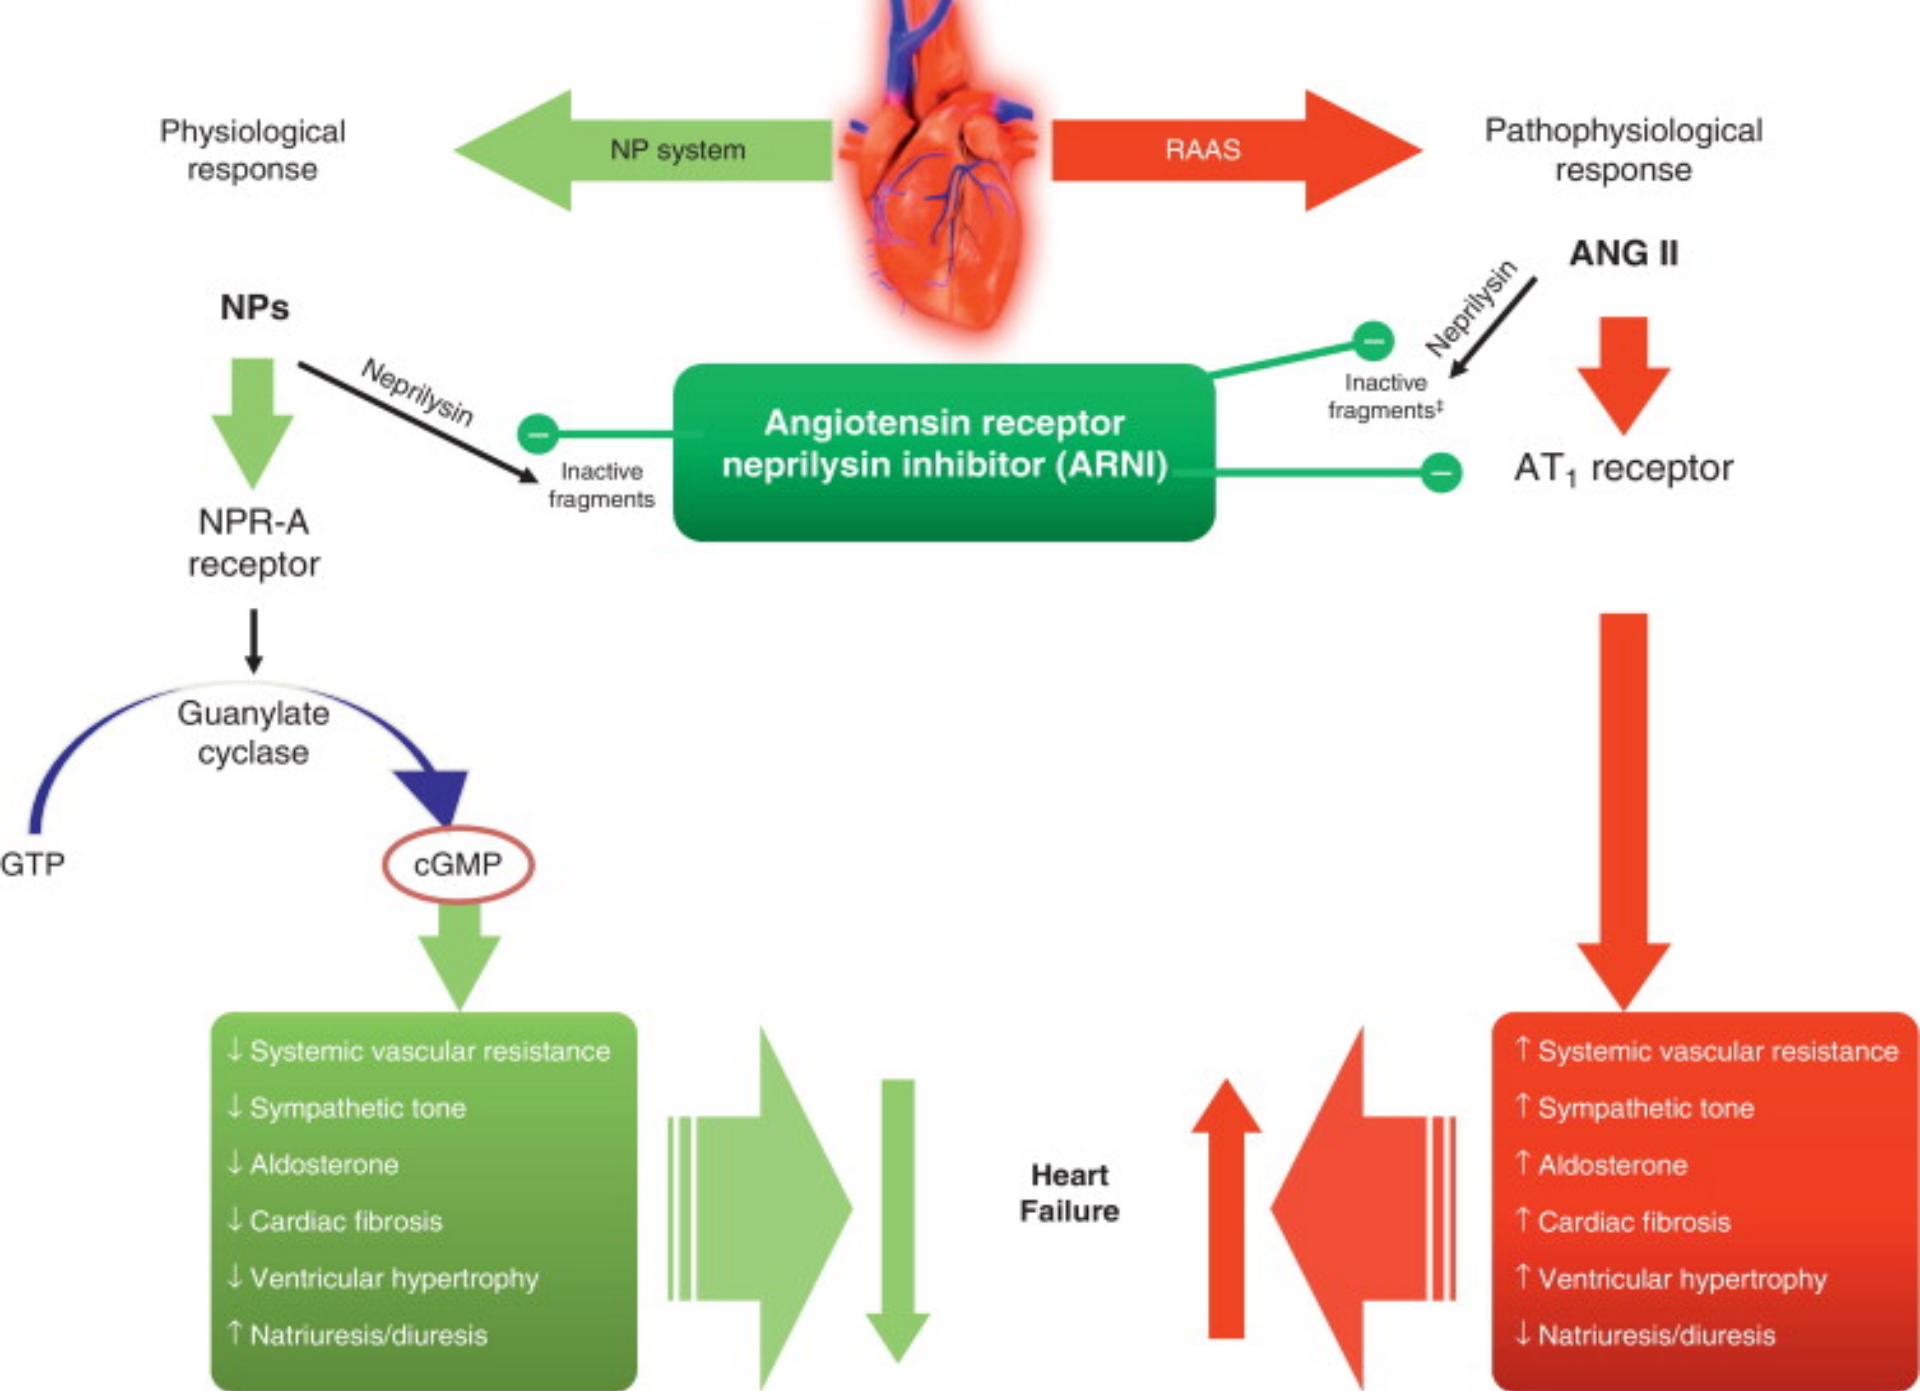 Physiological
response
NP system
RAAS
Pathophysiological
response
NPs
Neprilysin
Inactive
fragments
Angiotensin receptor
neprilysin inhibitor (ARNI)
ANG II
Neprilysin
Inactive
fragments‡
AT₁ receptor
NPR-A
receptor
Guanylate
cyclase
GTP
cGMP
↓ Systemic vascular resistance
↓ Sympathetic tone
↓ Aldosterone
↓ Cardiac fibrosis
↓ Ventricular hypertrophy
↑ Natriuresis/diuresis
Heart
Failure
↑ Systemic vascular resistance
↑ Sympathetic tone
↑ Aldosterone
↑ Cardiac fibrosis
↑ Ventricular hypertrophy
↓ Natriuresis/diuresis